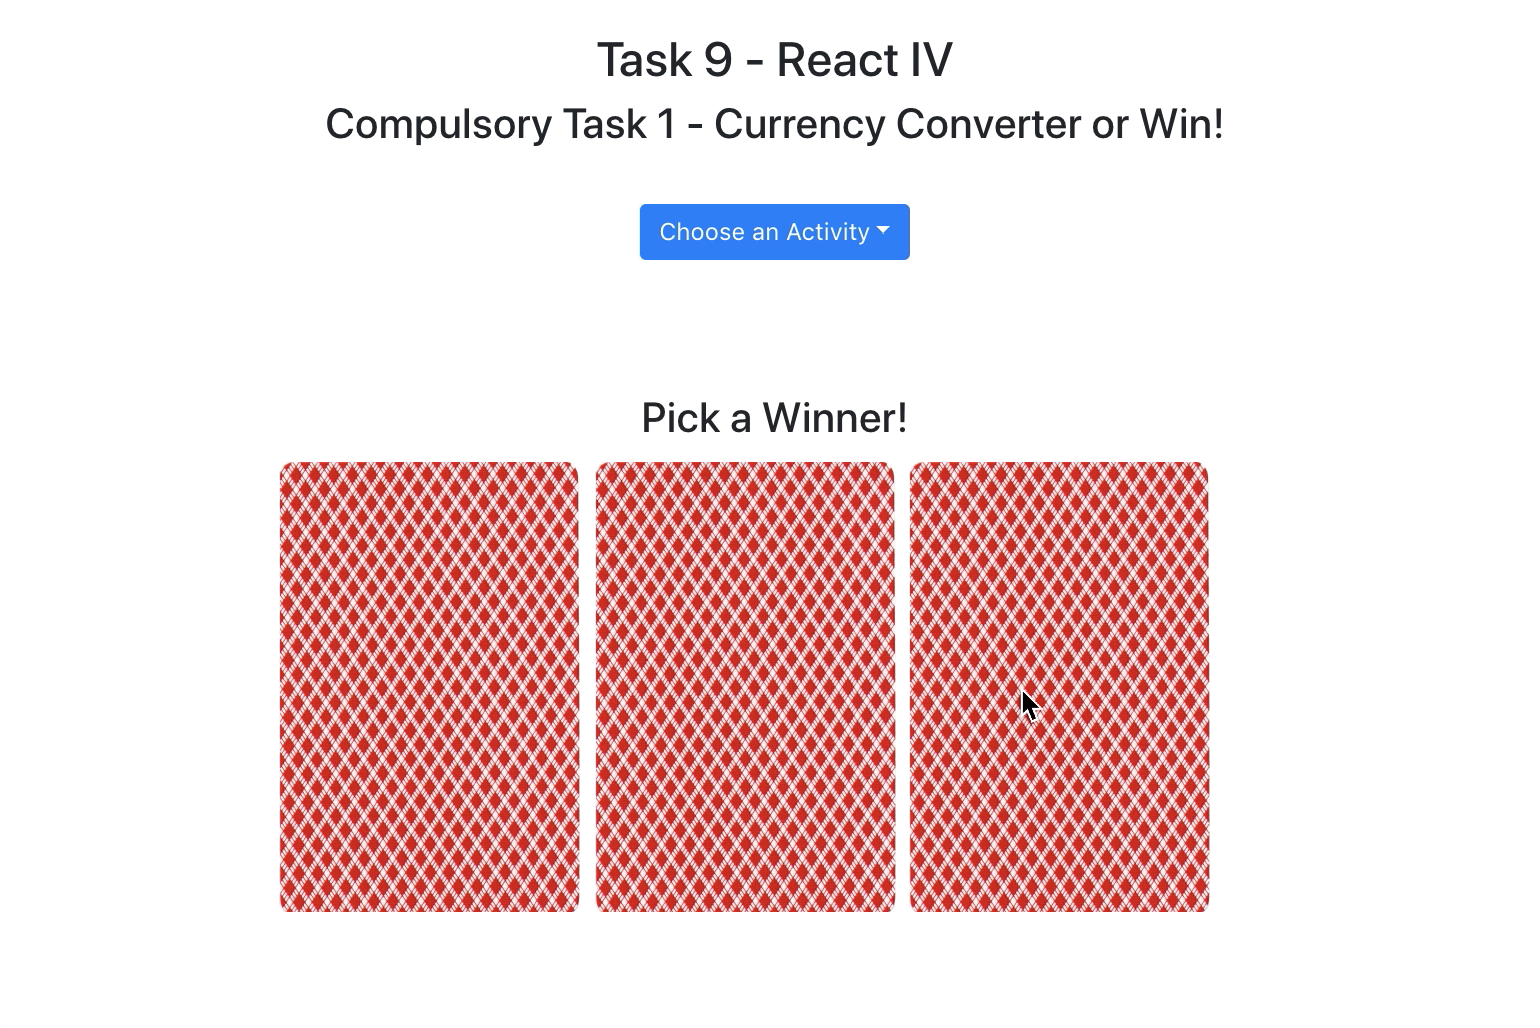 Task 9 - React IV
Compulsory Task 1 - Currency Converter or Win!
Choose an Activity
Pick a Winner!